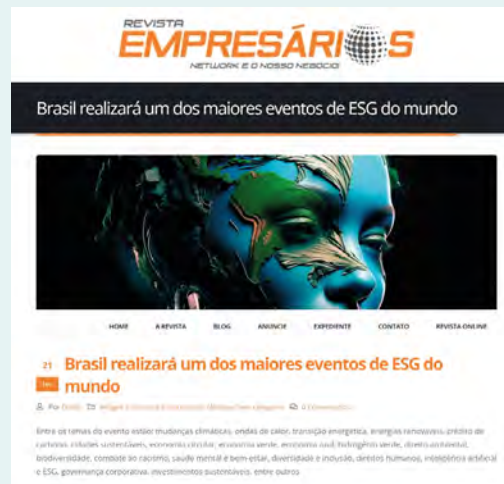 REVISTA
EMPRESÁRIOS
NETWORK É O NOSSO NEGÓCIO!
Brasil realizará um dos maiores eventos de ESG do mundo
HOME A REVISTA BLOG ANUNCIE EXPEDIENTE CONTATO REVISTA ONLINE
21 Brasil realizará um dos maiores eventos de ESG do
mundo
Por
Entre os temas do evento estão: mudanças climáticas, ondas de calor, transição energética, energias renováveis, crédito de
carbono, cidades sustentáveis, economia circular, economia verde, economia azul, hidrogênio verde, direito ambiental,
biodiversidade, combate ao racismo, saúde mental e bem-estar, diversidade e inclusão, direitos humanos, inteligência artificial
e ESG, governança corporativa, investimentos sustentáveis, entre outros